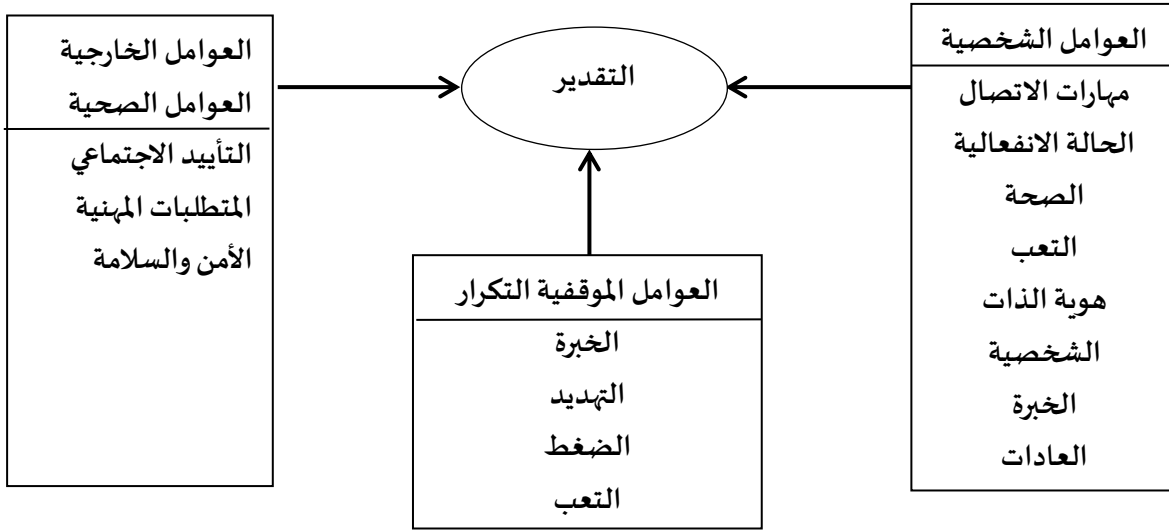 العوامل الشخصية
مهارات الاتصال
الحالة الانفعالية
الصحة
التعب
هوية الذات
الشخصية
الخبرة
العادات
التقدير
العوامل الموقفية التكرار
الخبرة
التهديد
الضغط
التعب
العوامل الخارجية
العوامل الصحية
التأييد الاجتماعي
المتطلبات المهنية
الأمن والسلامة